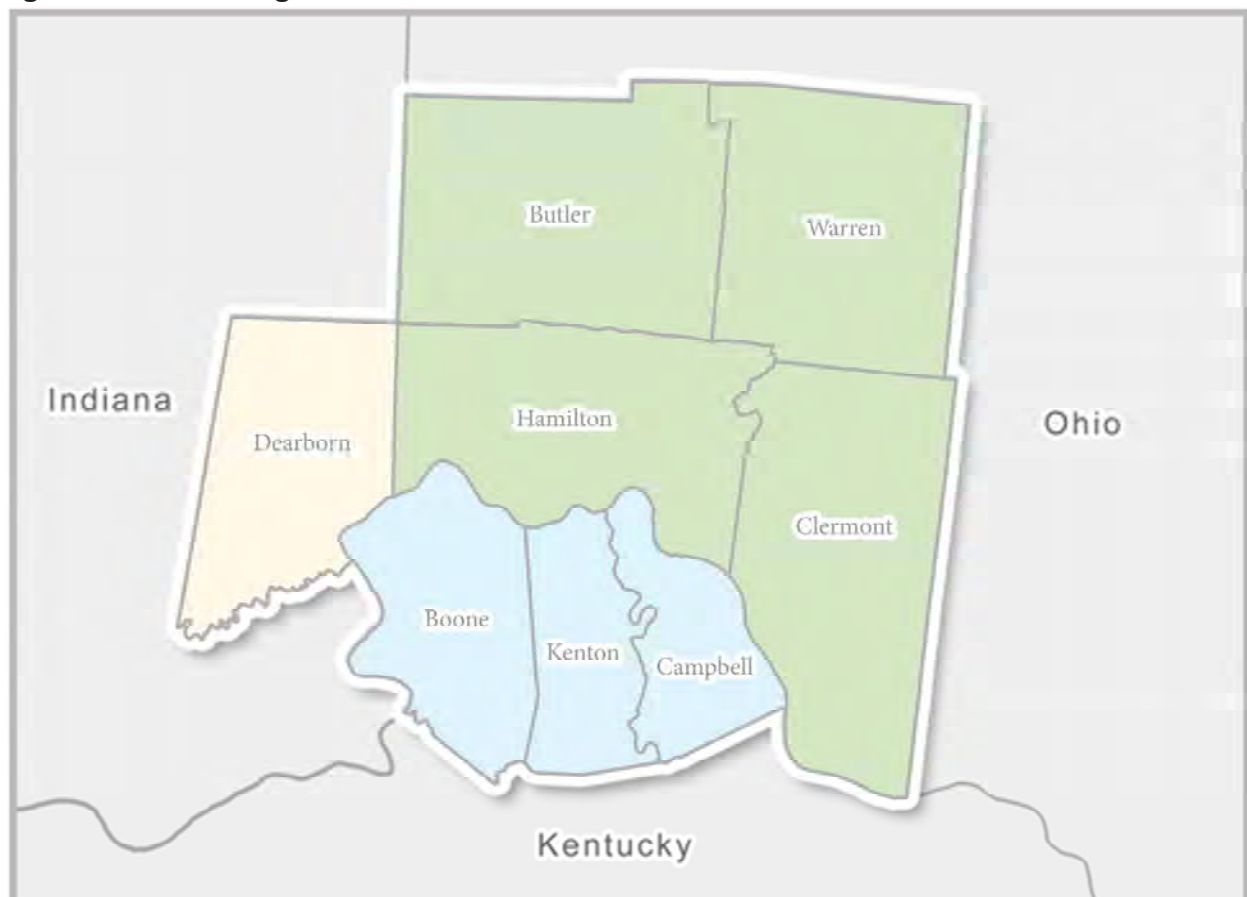 Butler
Warren
Indiana
Dearborn
Hamilton
Ohio
Clermont
Boone
Kenton
Campbell
Kentucky